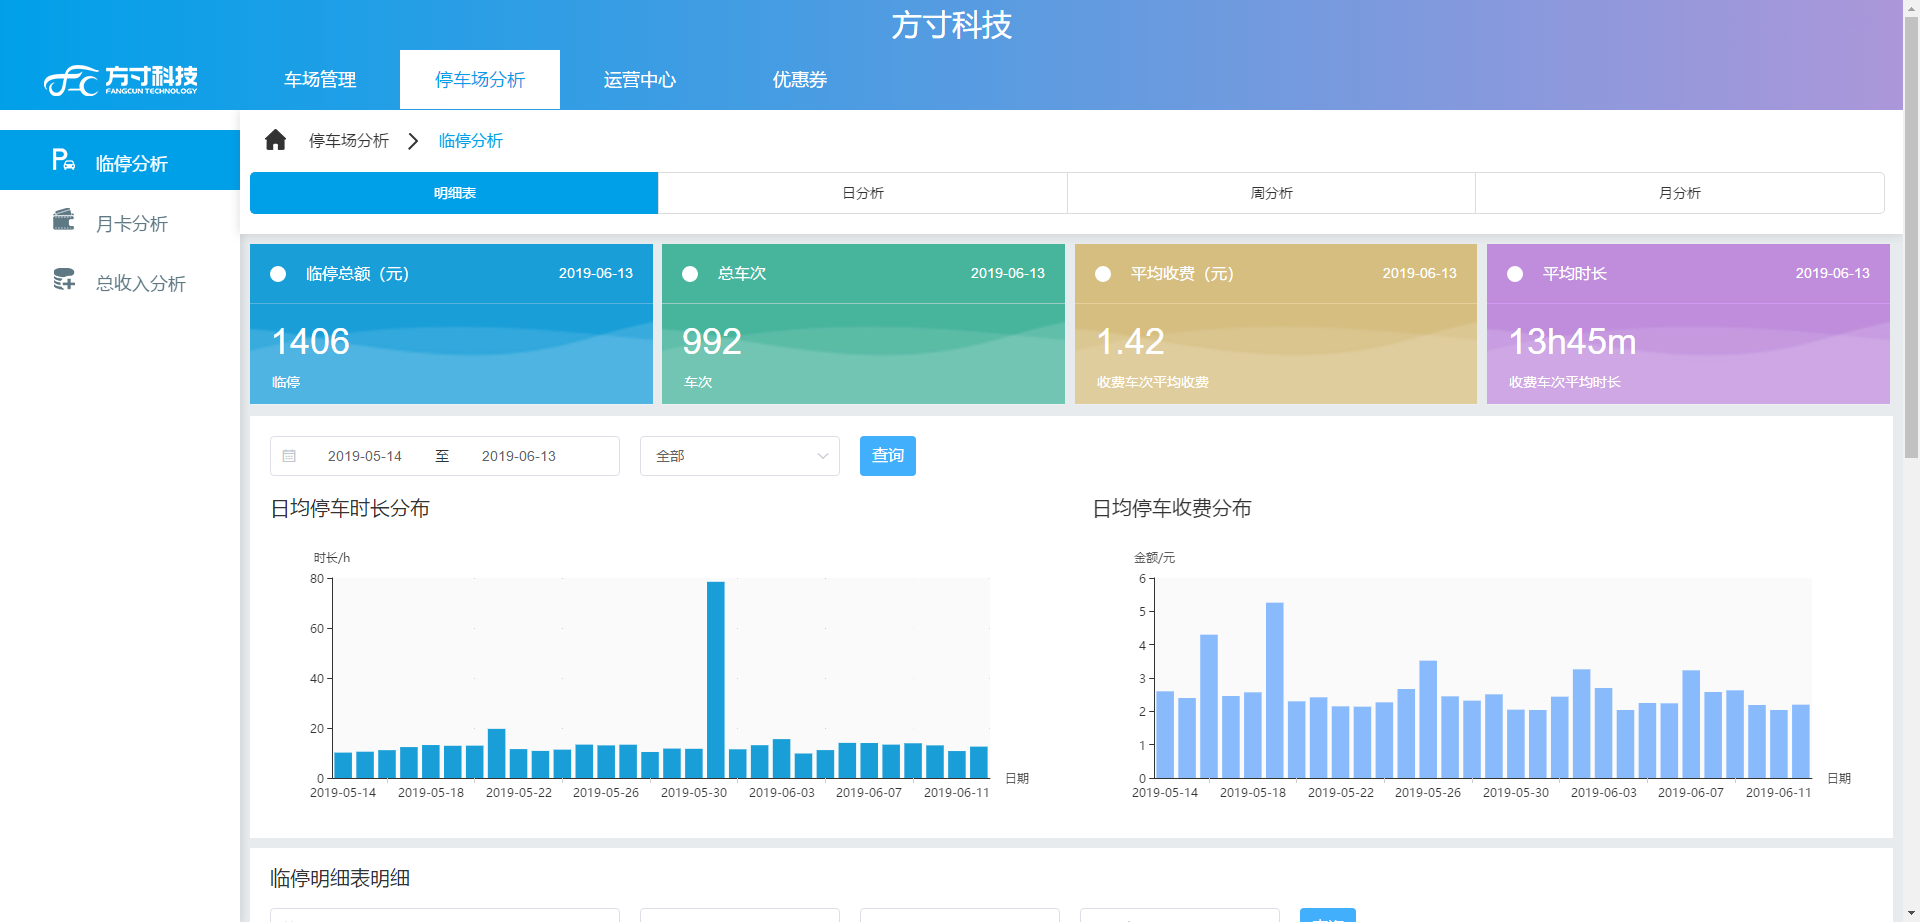 方寸科技
方寸科技
FANGCUN TECHNOLOGY
车场管理
停车场分析
运营中心
优惠券
临停分析
月卡分析
总收入分析
停车场分析
临停分析
明细表
日分析
周分析
月分析
临停总额（元）
2019-06-13
1406
临停
总车次
2019-06-13
992
车次
平均收费（元）
2019-06-13
1.42
收费车次平均收费
平均时长
2019-06-13
13h45m
收费车次平均时长
2019-05-14 至 2019-06-13
全部
查询
日均停车时长分布
时长/h
80
60
40
20
0
2019-05-14 2019-05-18 2019-05-22 2019-05-26 2019-05-30 2019-06-03 2019-06-07 2019-06-11
日期
日均停车收费分布
金额/元
6
5
4
3
2
1
0
2019-05-14 2019-05-18 2019-05-22 2019-05-26 2019-05-30 2019-06-03 2019-06-07 2019-06-11
日期
临停明细表明细